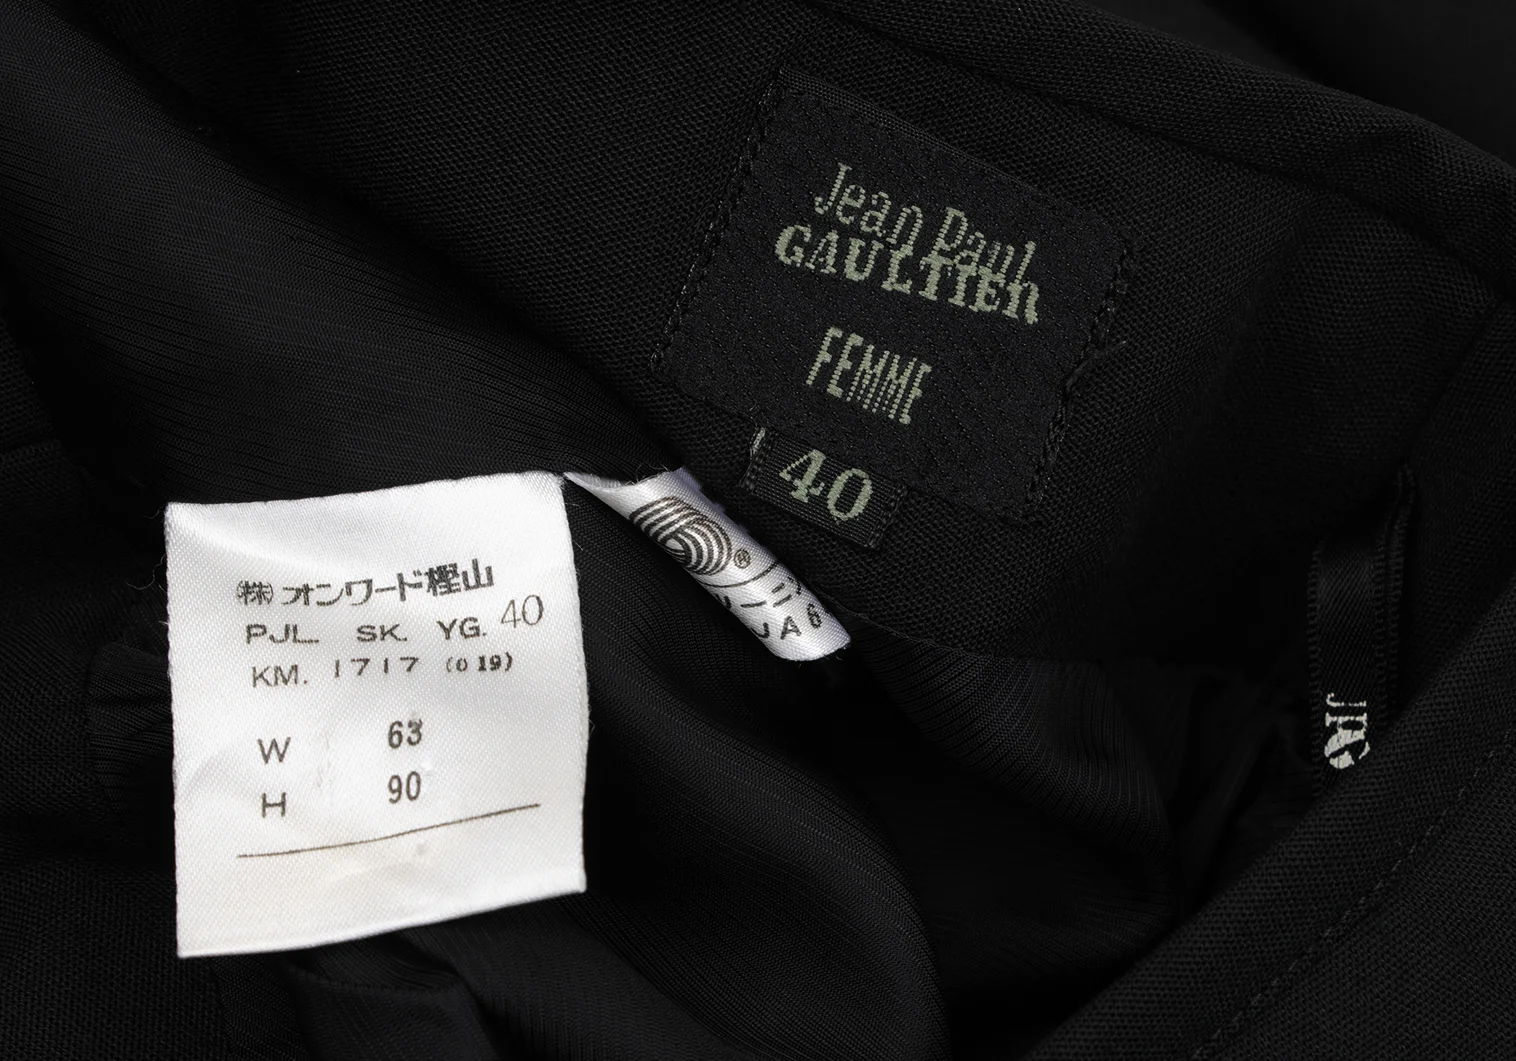 Jean Paul
GAULTIER
FEMME
40
㈱オンワード樫山
PJL. SK. YG. 40
KM. 1717 (019)
W 63
H 90
JPG